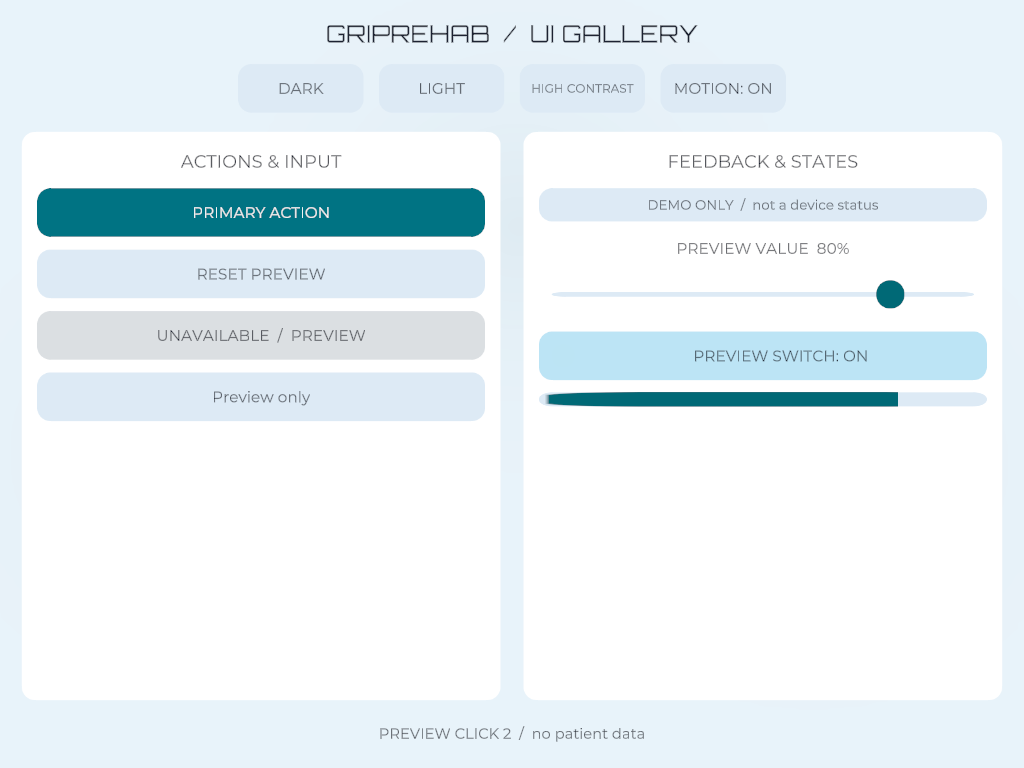 GRIPREHAB / UI GALLERY
DARK
LIGHT
HIGH CONTRAST
MOTION: ON
ACTIONS & INPUT
PRIMARY ACTION
RESET PREVIEW
UNAVAILABLE / PREVIEW
Preview only
FEEDBACK & STATES
DEMO ONLY / not a device status
PREVIEW VALUE 80%
PREVIEW SWITCH: ON
PREVIEW CLICK 2 / no patient data